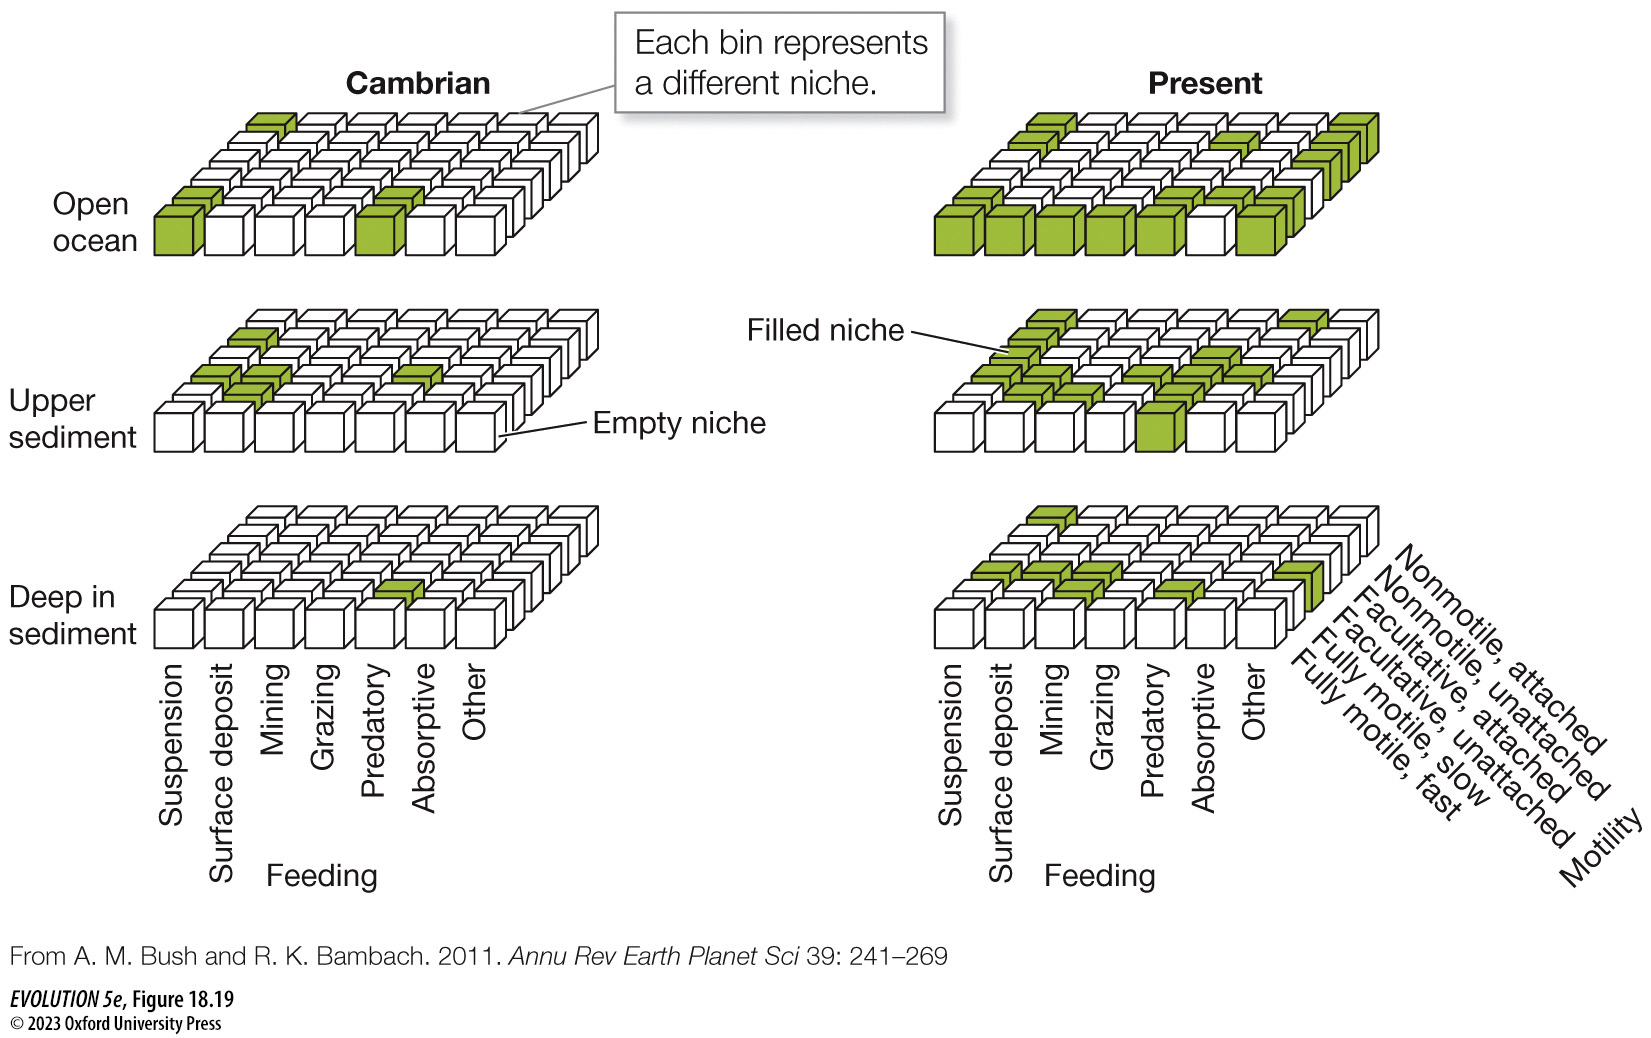 Each bin represents
a different niche.
Cambrian
Present
Open
ocean
Filled niche
Upper
sediment
Empty niche
Deep in
sediment
Suspension
Surface deposit
Mining
Grazing
Predatory
Absorptive
Other
Feeding
Suspension
Surface deposit
Mining
Grazing
Predatory
Absorptive
Other
Feeding
Nonmotile, attached
Nonmotile, unattached
Facultative, attached
Facultative, unattached
Fully motile, slow
Fully motile, fast
Motility
From A. M. Bush and R. K. Bambach. 2011. Annu Rev Earth Planet Sci 39: 241–269
EVOLUTION 5e, Figure 18.19
© 2023 Oxford University Press